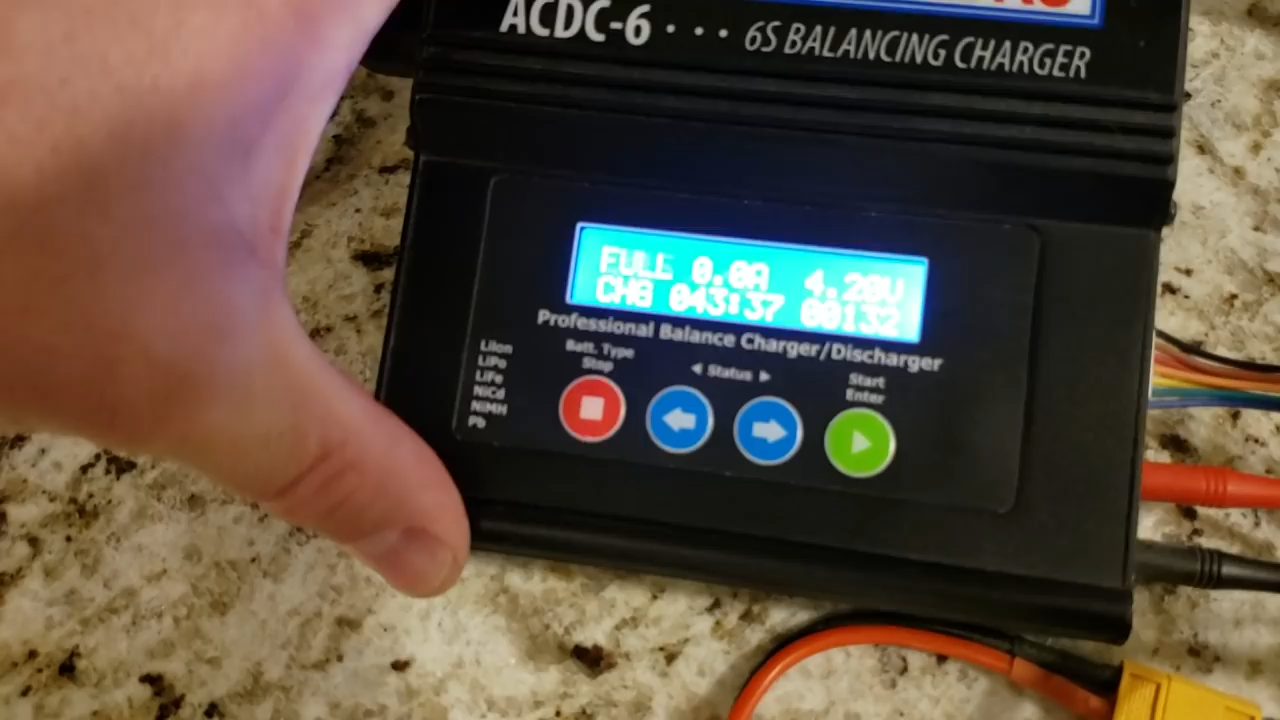 ACDC-6 • • • 6S BALANCING CHARGER
FULL 0.0A 4.20V
CHG 043:37 00132
Professional Balance Charger/Discharger
LiIon
LiPo
LiFe
NiCd
NiMH
Pb
Batt. Type
Stop
◄ Status ►
Start
Enter